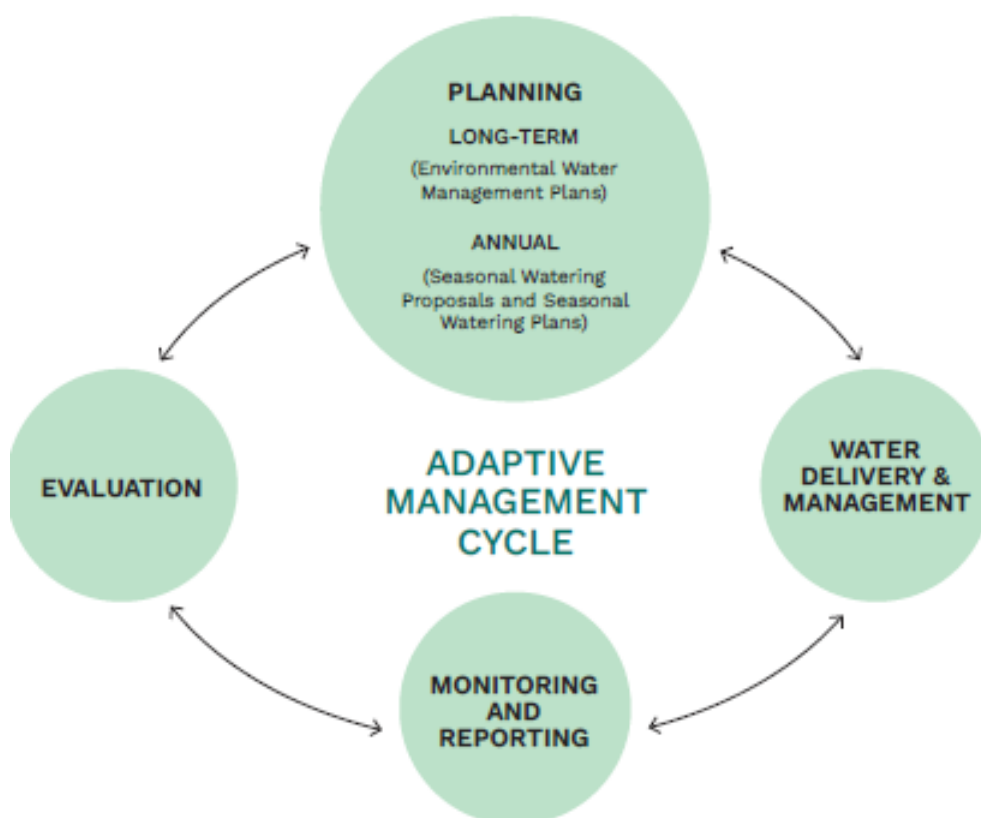 PLANNING
LONG-TERM
(Environmental Water
Management Plans)
ANNUAL
(Seasonal Watering
Proposals and Seasonal
Watering Plans)
EVALUATION
ADAPTIVE
MANAGEMENT
CYCLE
WATER
DELIVERY &
MANAGEMENT
MONITORING
AND
REPORTING